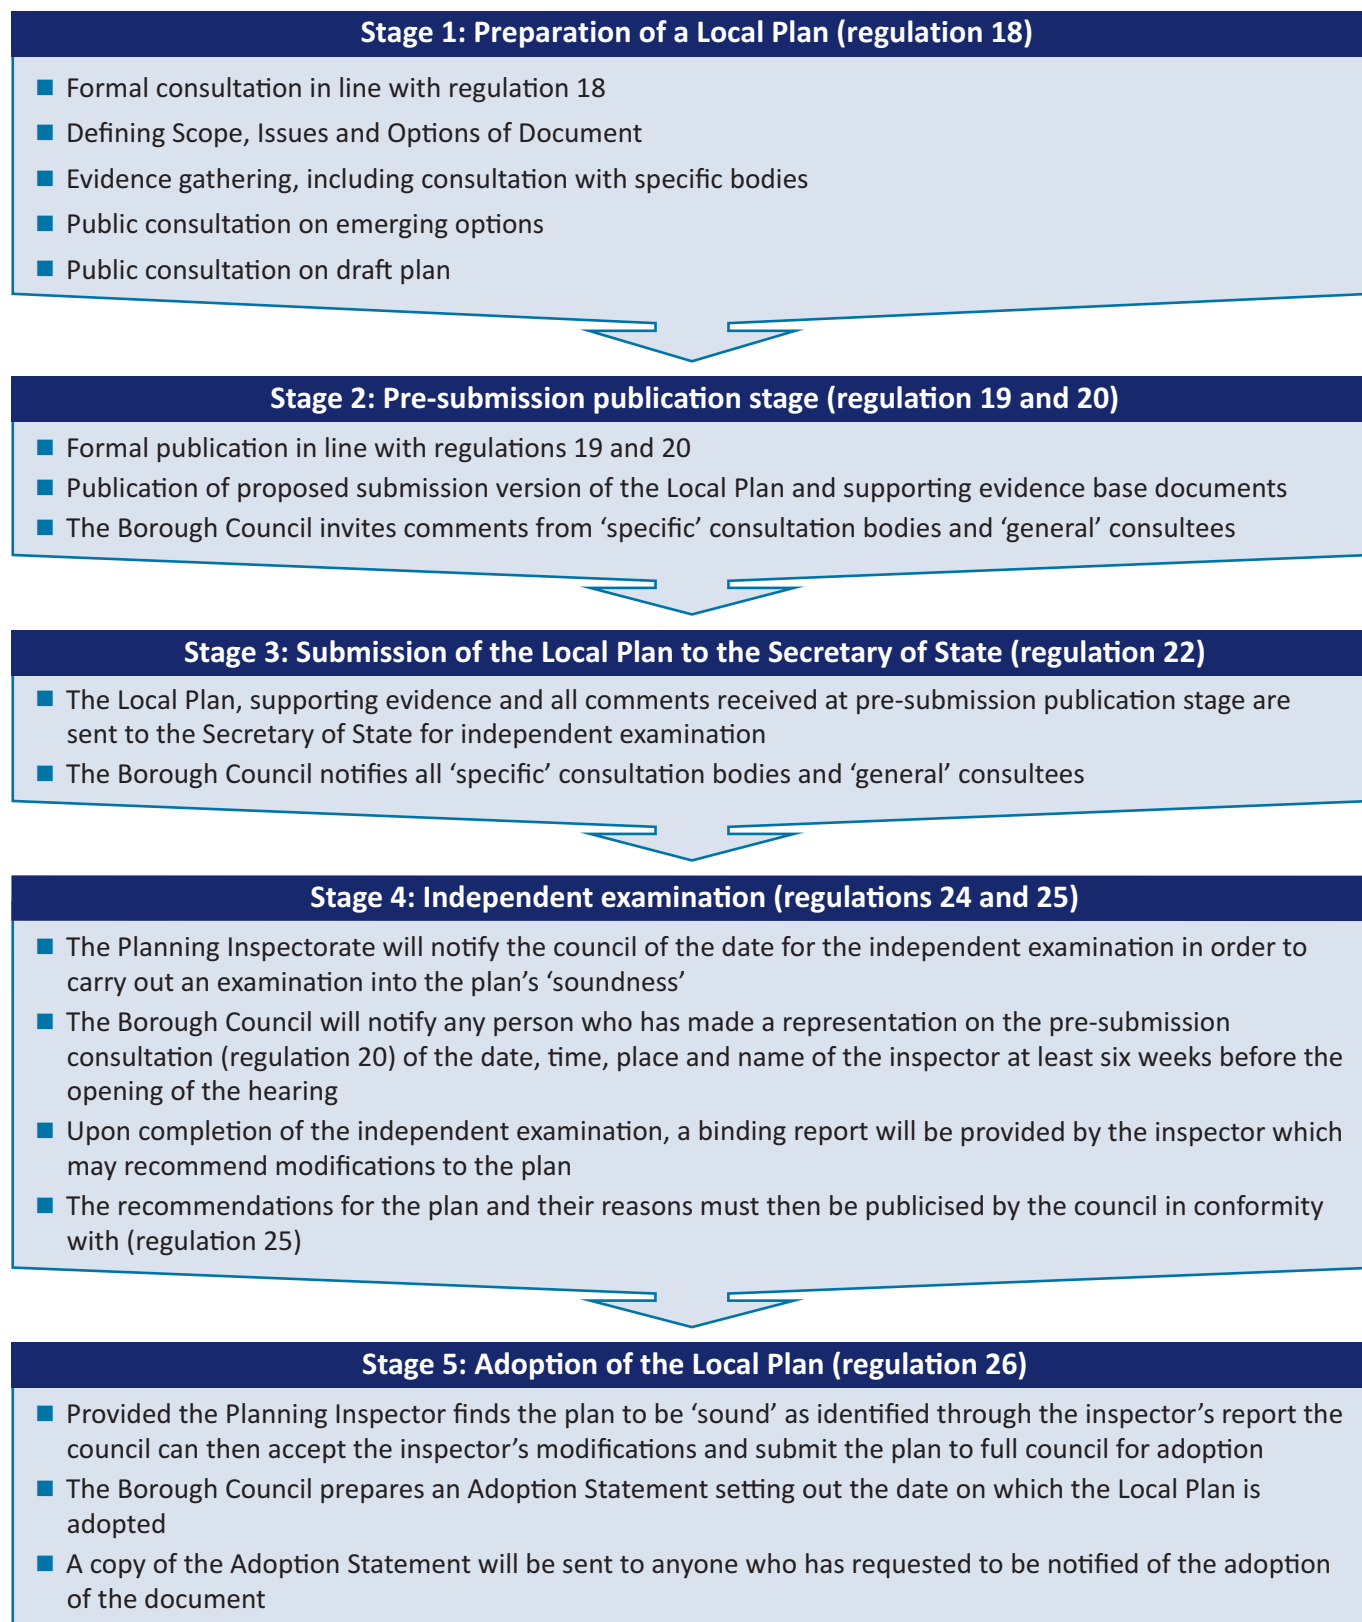 Stage 1: Preparation of a Local Plan (regulation 18)
■ Formal consultation in line with regulation 18
■ Defining Scope, Issues and Options of Document
■ Evidence gathering, including consultation with specific bodies
■ Public consultation on emerging options
■ Public consultation on draft plan
Stage 2: Pre-submission publication stage (regulation 19 and 20)
■ Formal publication in line with regulations 19 and 20
■ Publication of proposed submission version of the Local Plan and supporting evidence base documents
■ The Borough Council invites comments from ‘specific’ consultation bodies and ‘general’ consultees
Stage 3: Submission of the Local Plan to the Secretary of State (regulation 22)
■ The Local Plan, supporting evidence and all comments received at pre-submission publication stage are
sent to the Secretary of State for independent examination
■ The Borough Council notifies all ‘specific’ consultation bodies and ‘general’ consultees
Stage 4: Independent examination (regulations 24 and 25)
■ The Planning Inspectorate will notify the council of the date for the independent examination in order to
carry out an examination into the plan’s ‘soundness’
■ The Borough Council will notify any person who has made a representation on the pre-submission
consultation (regulation 20) of the date, time, place and name of the inspector at least six weeks before the
opening of the hearing
■ Upon completion of the independent examination, a binding report will be provided by the inspector which
may recommend modifications to the plan
■ The recommendations for the plan and their reasons must then be publicised by the council in conformity
with (regulation 25)
Stage 5: Adoption of the Local Plan (regulation 26)
■ Provided the Planning Inspector finds the plan to be ‘sound’ as identified through the inspector’s report the
council can then accept the inspector’s modifications and submit the plan to full council for adoption
■ The Borough Council prepares an Adoption Statement setting out the date on which the Local Plan is
adopted
■ A copy of the Adoption Statement will be sent to anyone who has requested to be notified of the adoption
of the document